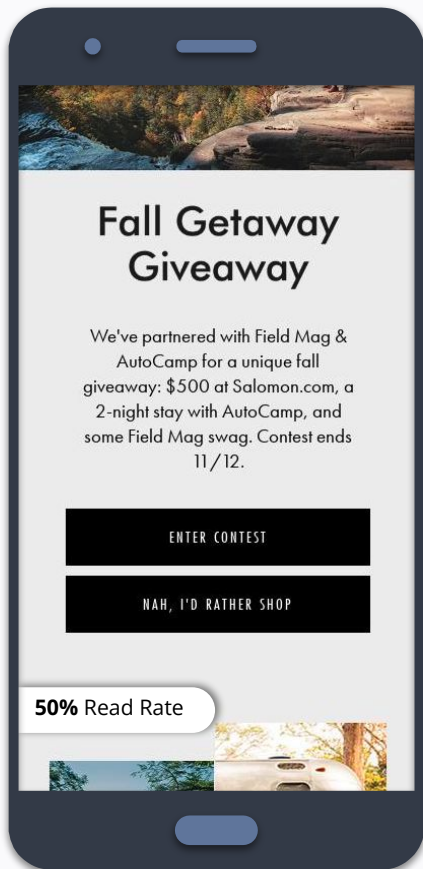 Fall Getaway
Giveaway
We've partnered with Field Mag &
AutoCamp for a unique fall
giveaway: $500 at Salomon.com, a
2-night stay with AutoCamp, and
some Field Mag swag. Contest ends
11/12.
ENTER CONTEST
NAH, I'D RATHER SHOP
50% Read Rate